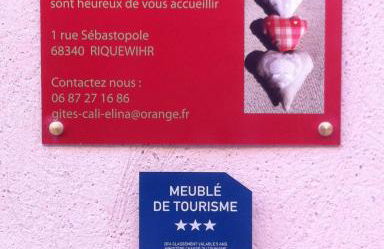 sont heureux de vous accueillir
1 rue Sébastopole
68340 RIQUEWIHR
Contactez nous :
06 87 27 16 86
gites-cali-elina@orange.fr
MEUBLÉ
DE TOURISME
★★★